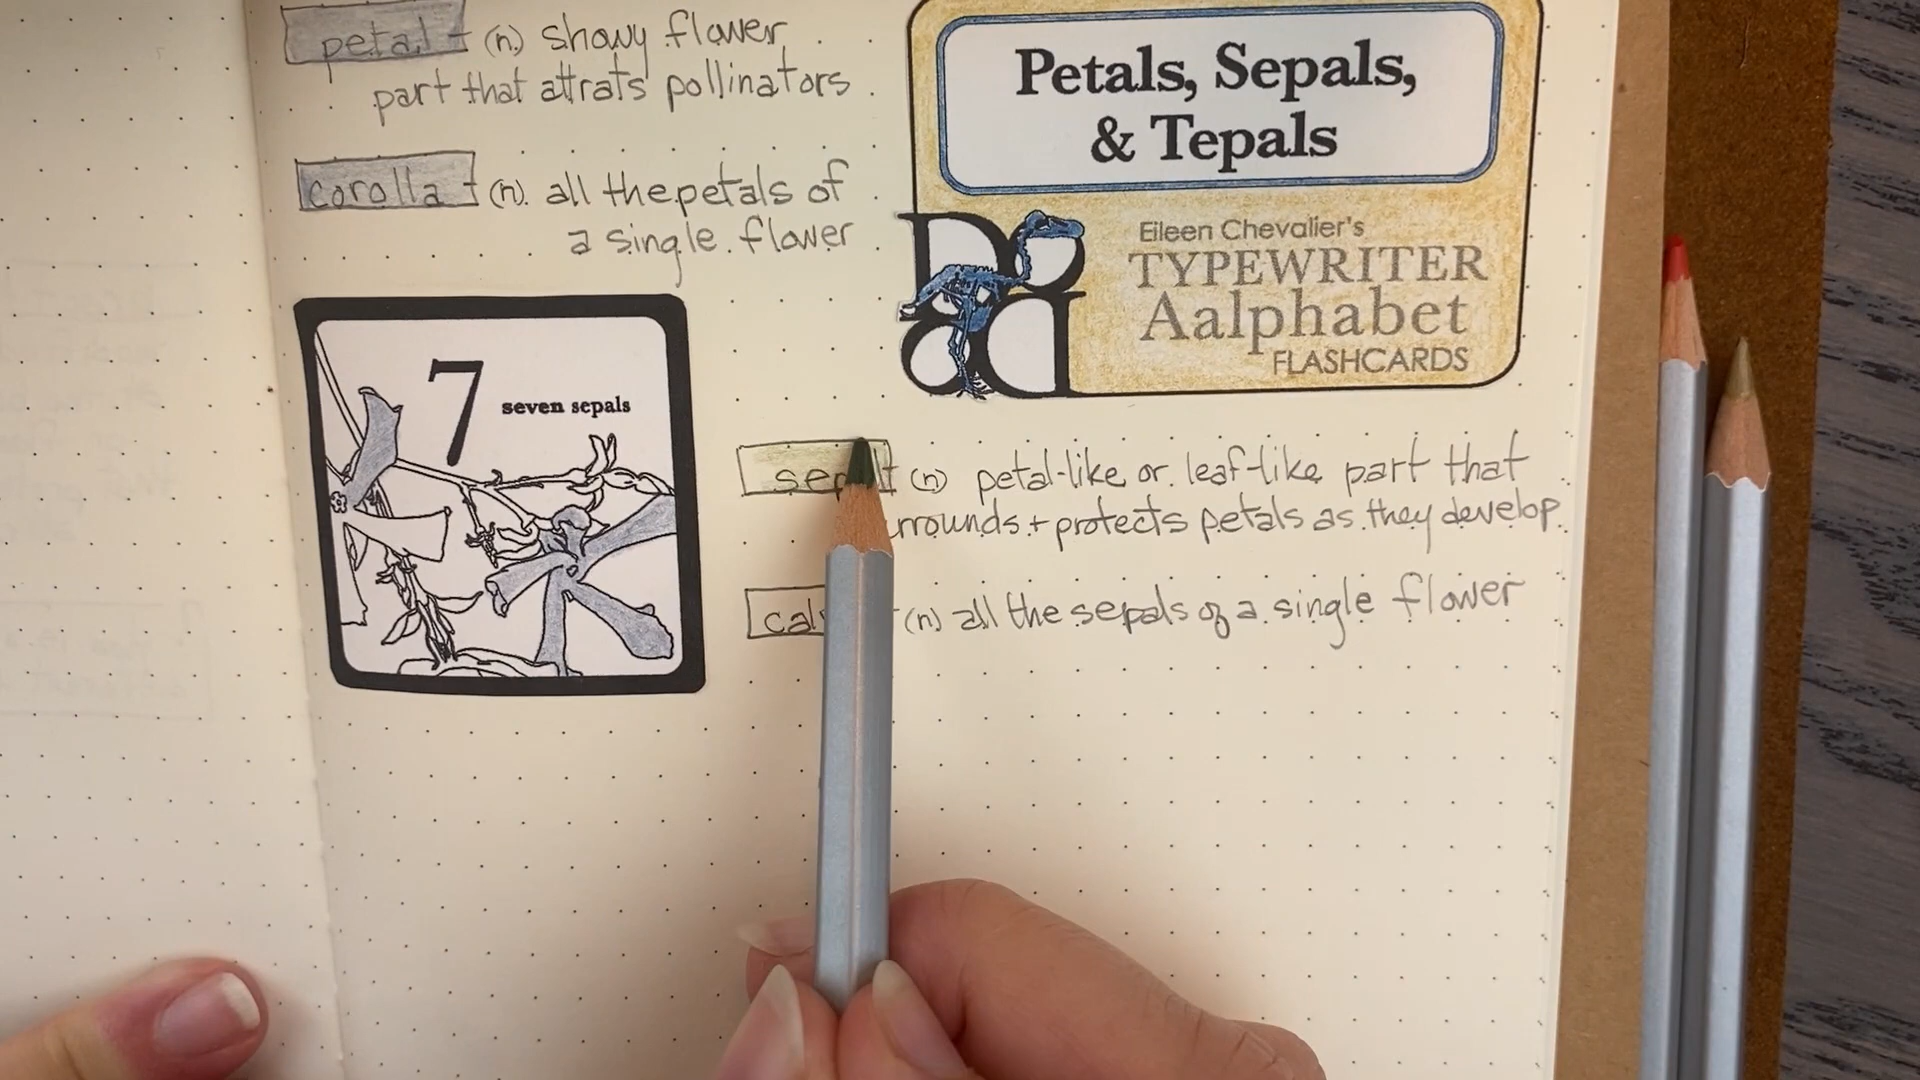 petal - (n.) showy flower
part that attrats pollinators
corolla - (n). all the petals of
a single flower
Petals, Sepals,
& Tepals
Eileen Chevalier's
TYPEWRITER
Aalphabet
FLASHCARDS
7
seven sepals
(n) petal-like or leaf-like part that
+ protects petals as they develop.
(n) all the sepals of a single flower